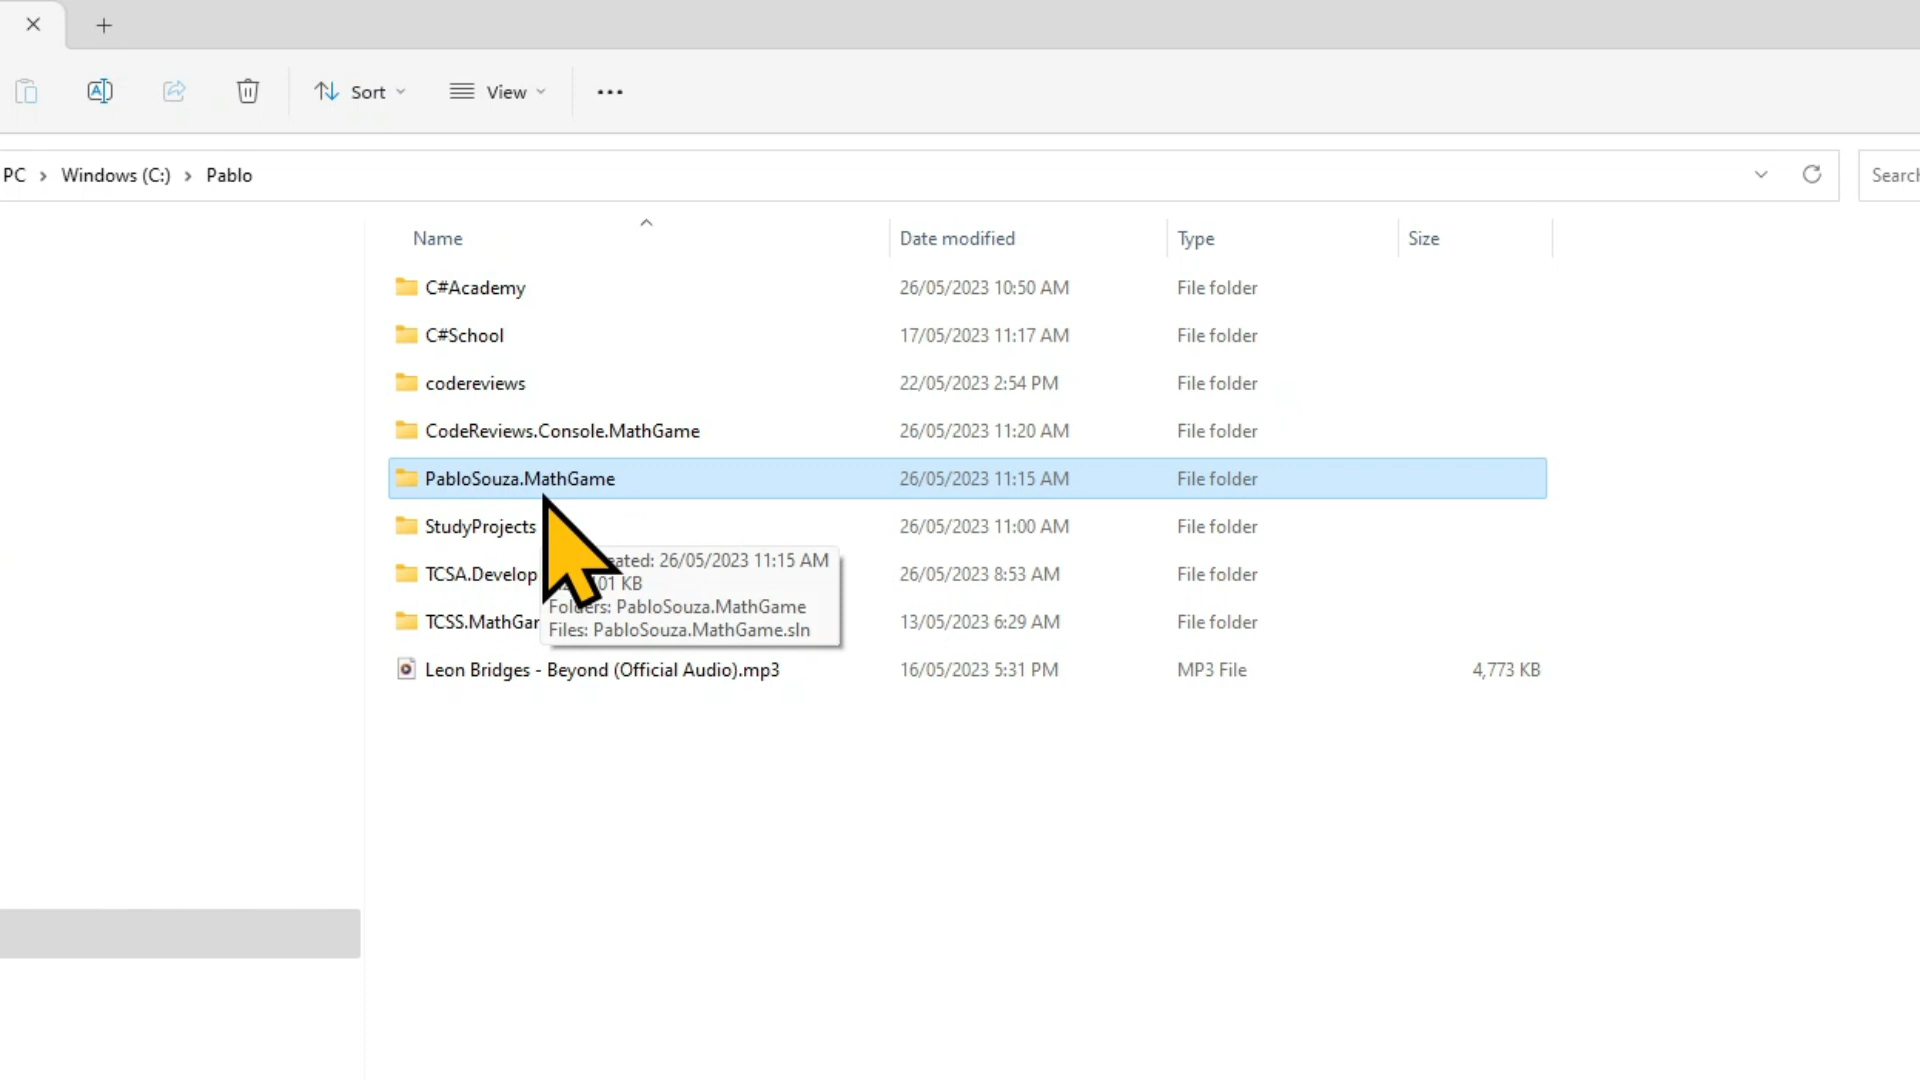 Sort
View
PC > Windows (C:) > Pablo
Search
Name Date modified Type Size
C#Academy 26/05/2023 10:50 AM File folder
C#School 17/05/2023 11:17 AM File folder
codereviews 22/05/2023 2:54 PM File folder
CodeReviews.Console.MathGame 26/05/2023 11:20 AM File folder
PabloSouza.MathGame 26/05/2023 11:15 AM File folder
StudyProjects 26/05/2023 11:00 AM File folder
TCSA.Develop 26/05/2023 8:53 AM File folder
TCSS.MathGar 13/05/2023 6:29 AM File folder
Leon Bridges - Beyond (Official Audio).mp3 16/05/2023 5:31 PM MP3 File 4,773 KB
eated: 26/05/2023 11:15 AM
01 KB
Folders: PabloSouza.MathGame
Files: PabloSouza.MathGame.sln